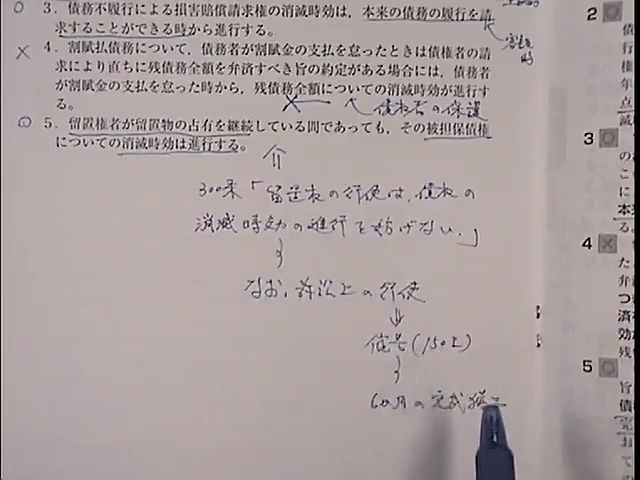 3. 債務不履行による損害賠償請求権の消滅時効は，本来の債務の履行を請
求することができる時から進行する。
× 4. 割賦払債務について，債務者が割賦金の支払を怠ったときは債権者の請
求により直ちに残債務全額を弁済すべき旨の約定がある場合には，債務者
が割賦金の支払を怠った時から，残債務全額についての消滅時効が進行す
る。
債権者の保護
○ 5. 留置権者が留置物の占有を継続している間であっても，その被担保債権
についての消滅時効は進行する。
300条「留置権の行使は，債権の
消滅時効の進行を妨げない。」
なお，訴訟上の行使
⇓
催告(150Ⅰ)
6ヵ月の完成猶予
2 ○
3 ○
4 ×
5 ○